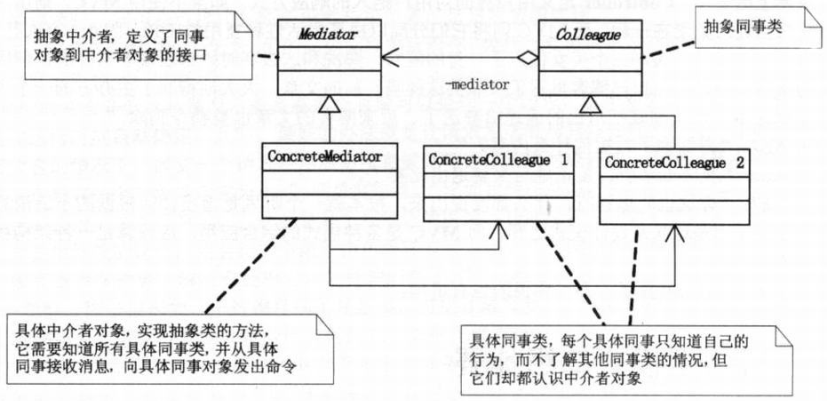 抽象中介者，定义了同事
对象到中介者对象的接口
Mediator
Colleague
抽象同事类
-mediator
ConcreteMediator
ConcreteColleague 1
ConcreteColleague 2
具体中介者对象，实现抽象类的方法，
它需要知道所有具体同事类，并从具体
同事接收消息，向具体同事对象发出命令
具体同事类，每个具体同事只知道自己的
行为，而不了解其他同事类的情况，但
它们却都认识中介者对象